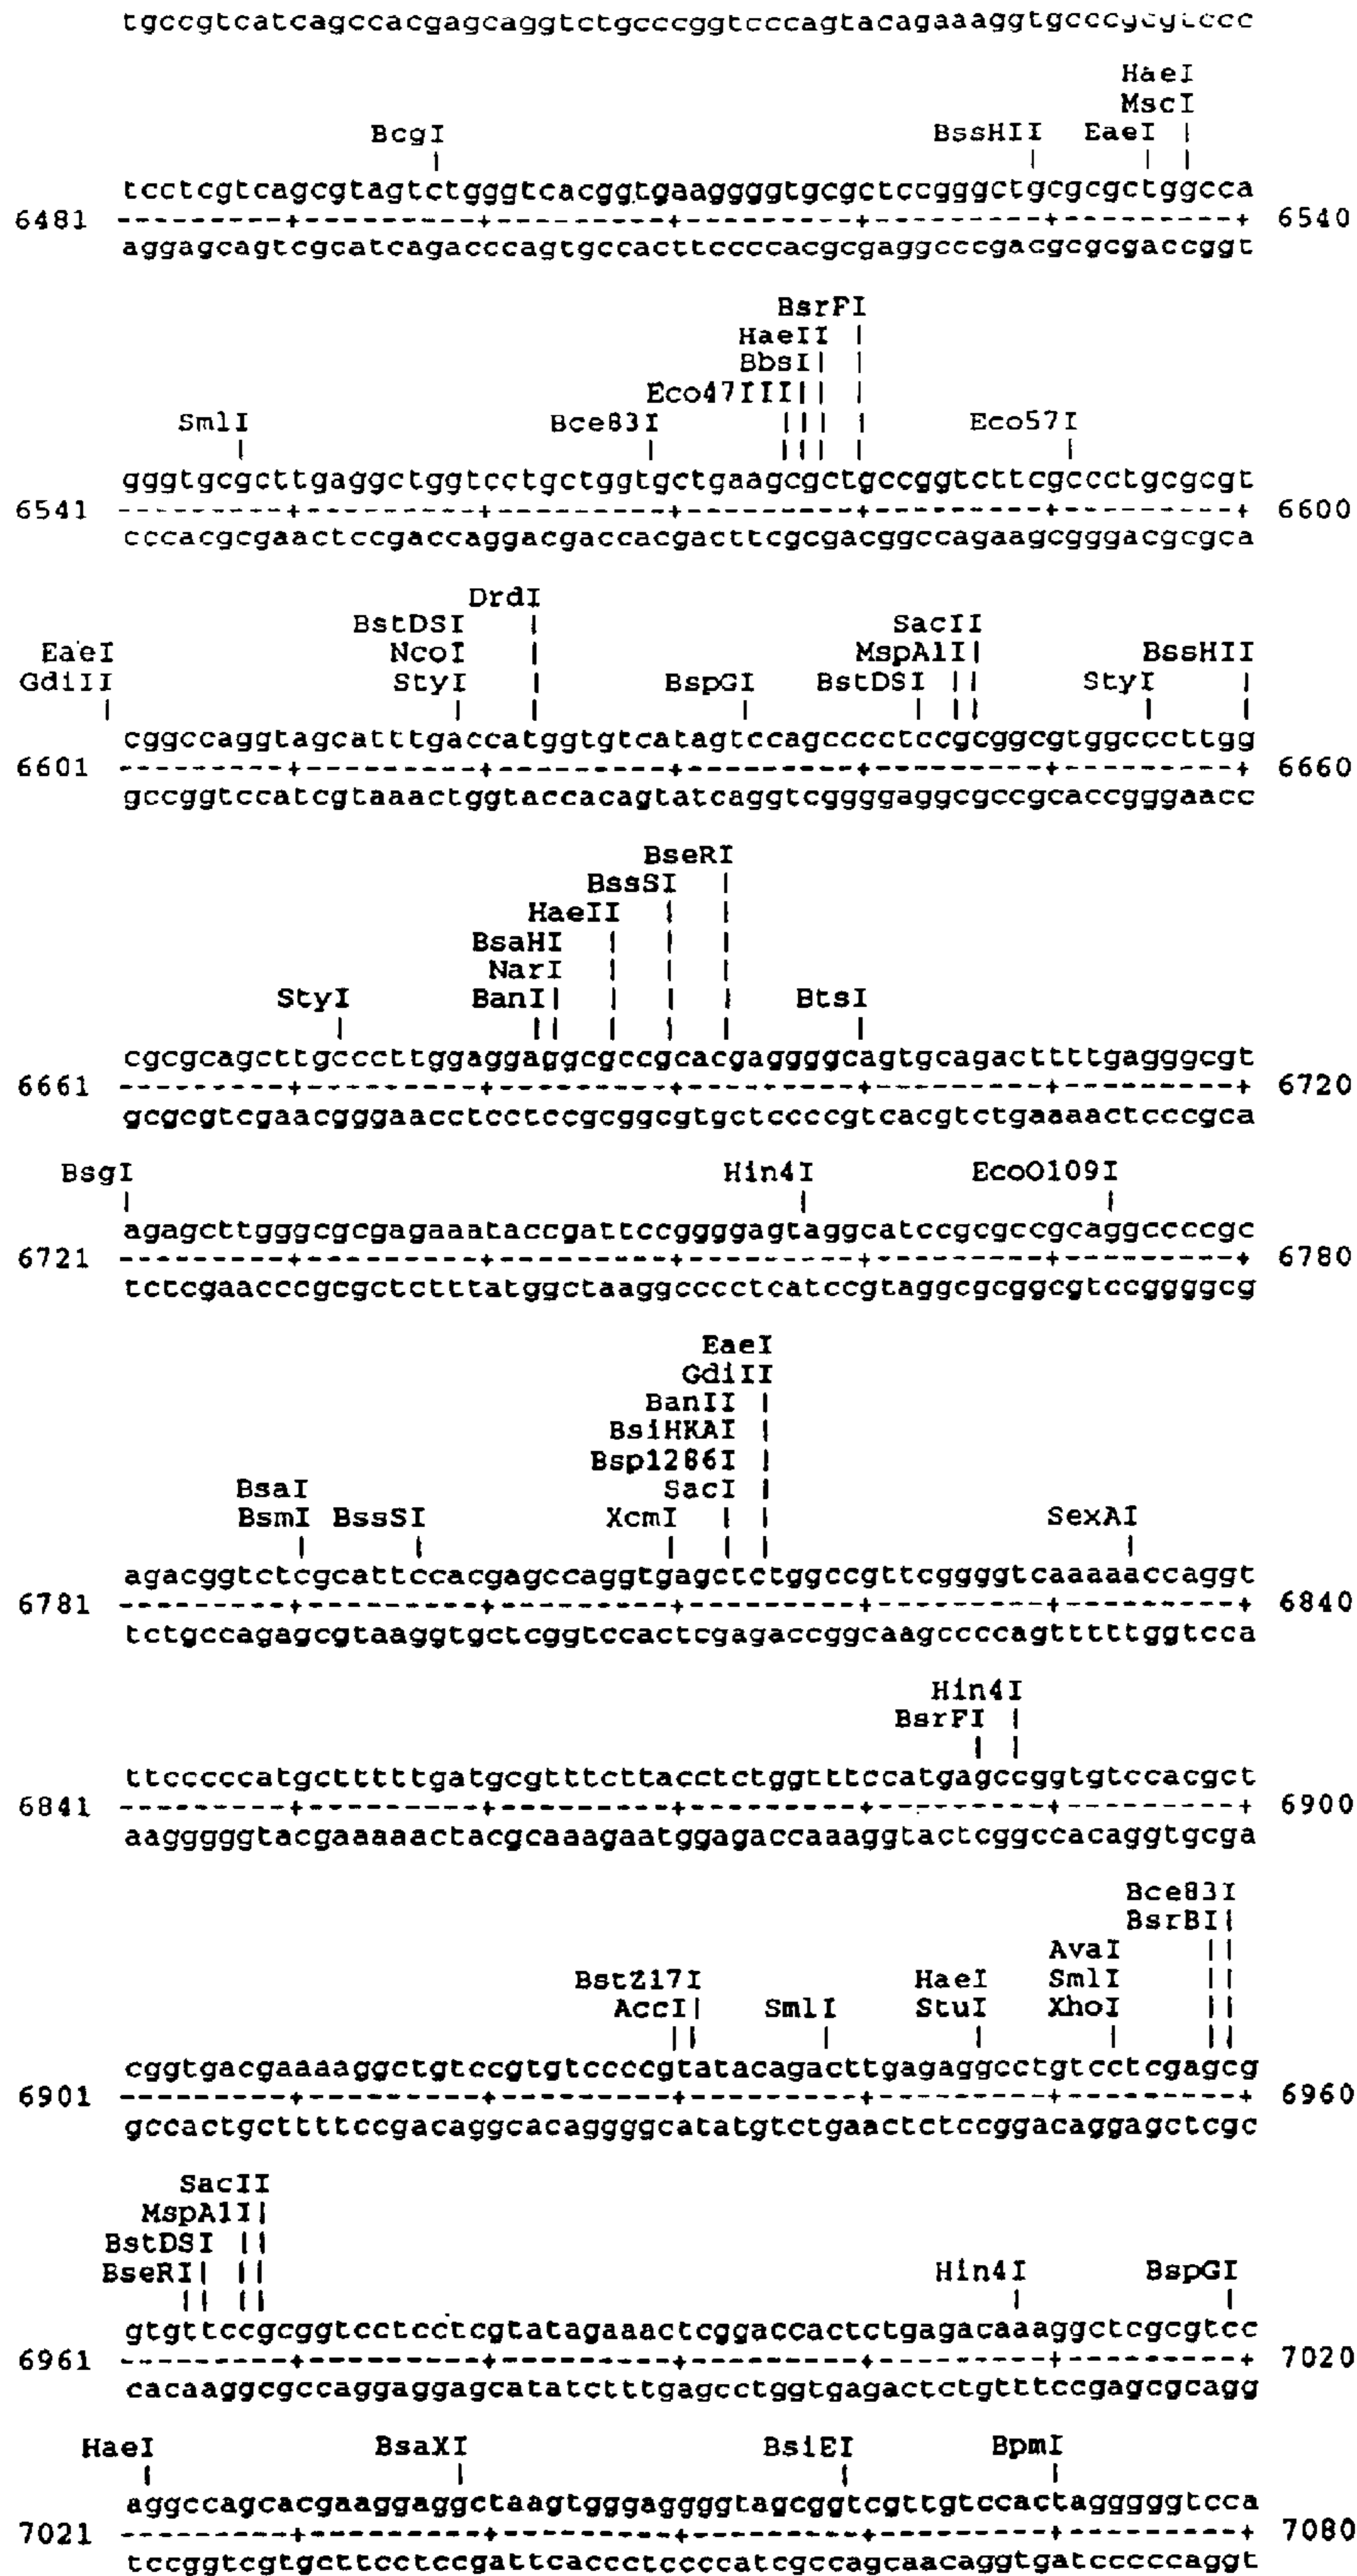 tgccgtcatcagccacgagcaggtctgcccggtcccagtacagaaaggtgcccgcgtccc
HaeI
MscI
BcgI BssHII EaeI |
| | | |
tcctcgtcagcgtagtctgggtcacggtgaaggggtgcgctccgggctgcgcgctggcca
6481 ---------+---------+---------+---------+---------+---------+ 6540
aggagcagtcgcatcagacccagtgccacttccccacgcgaggcccgacgcgcgaccggt
BsrFI
HaeII |
BbsI| |
Eco47III|| |
SmlI Bce83I ||| | Eco57I
| | ||| | |
gggtgcgcttgaggctggtcctgctggtgctgaagcgctgccggtcttcgccctgcgcgt
6541 ---------+---------+---------+---------+---------+---------+ 6600
cccacgcgaactccgaccaggacgaccacgacttcgcgacggccagaagcgggacgcgca
DrdI
BstDSI | SacII
EaeI NcoI | MspA1I| BssHII
GdiII StyI | BspGI BstDSI || StyI |
| | | | | || | |
cggccaggtagcatttgaccatggtgtcatagtccagcccctccgcggcgtggcccttgg
6601 ---------+---------+---------+---------+---------+---------+ 6660
gccggtccatcgtaaactggtaccacagtatcaggtcggggaggcgccgcaccgggaacc
BseRI
BssSI |
HaeII | |
BsaHI | | |
NarI | | |
StyI BanI| | | | BtsI
| || | | | |
cgcgcagcttgcccttggaggaggcgccgcacgaggggcagtgcagacttttgagggcgt
6661 ---------+---------+---------+---------+---------+---------+ 6720
gcgcgtcgaacgggaacctcctccgcggcgtgctccccgtcacgtctgaaaactcccgca
BsgI Hin4I EcoO109I
| | |
agagcttgggcgcgagaaataccgattccggggagtaggcatccgcgccgcaggccccgc
6721 ---------+---------+---------+---------+---------+---------+ 6780
tctcgaacccgcgctctttatggctaaggcccctcatccgtaggcgcggcgtccggggcg
EaeI
GdiII
BanII |
BsiHKAI |
Bsp1286I |
BsaI SacI |
BsmI BssSI XcmI | | SexAI
| | | | | |
agacggtctcgcattccacgagccaggtgagctctggccgttcggggtcaaaaaccaggt
6781 ---------+---------+---------+---------+---------+---------+ 6840
tctgccagagcgtaaggtgctcggtccactcgagaccggcaagccccagtttttggtcca
Hin4I
BsrFI |
| |
ttcccccatgctttttgatgcgtttcttacctctggtttccatgagccggtgtccacgct
6841 ---------+---------+---------+---------+---------+---------+ 6900
aagggggtacgaaaaactacgcaaagaatggagaccaaaggtactcggccacaggtgcga
Bce83I
BsrBI|
AvaI ||
BstZ17I HaeI SmlI ||
AccI| SmlI StuI XhoI ||
|| | | | ||
cggtgacgaaaaggctgtccgtgtccccgtatacagacttgagaggcctgtcctcgagcg
6901 ---------+---------+---------+---------+---------+---------+ 6960
gccactgcttttccgacaggcacaggggcatatgtctgaactctccggacaggagctcgc
SacII
MspA1I|
BstDSI ||
BseRI| || Hin4I BspGI
|| || | |
gtgttccgcggtcctcctcgtatagaaactcggaccactctgagacaaaggctcgcgtcc
6961 ---------+---------+---------+---------+---------+---------+ 7020
cacaaggcgccaggaggagcatatctttgagcctggtgagactctgtttccgagcgcagg
HaeI BsaXI BsiEI BpmI
| | | |
aggccagcacgaaggaggctaagtgggaggggtagcggtcgttgtccactagggggtcca
7021 ---------+---------+---------+---------+---------+---------+ 7080
tccggtcgtgcttcctccgattcaccctccccatcgccagcaacaggtgatcccccaggt